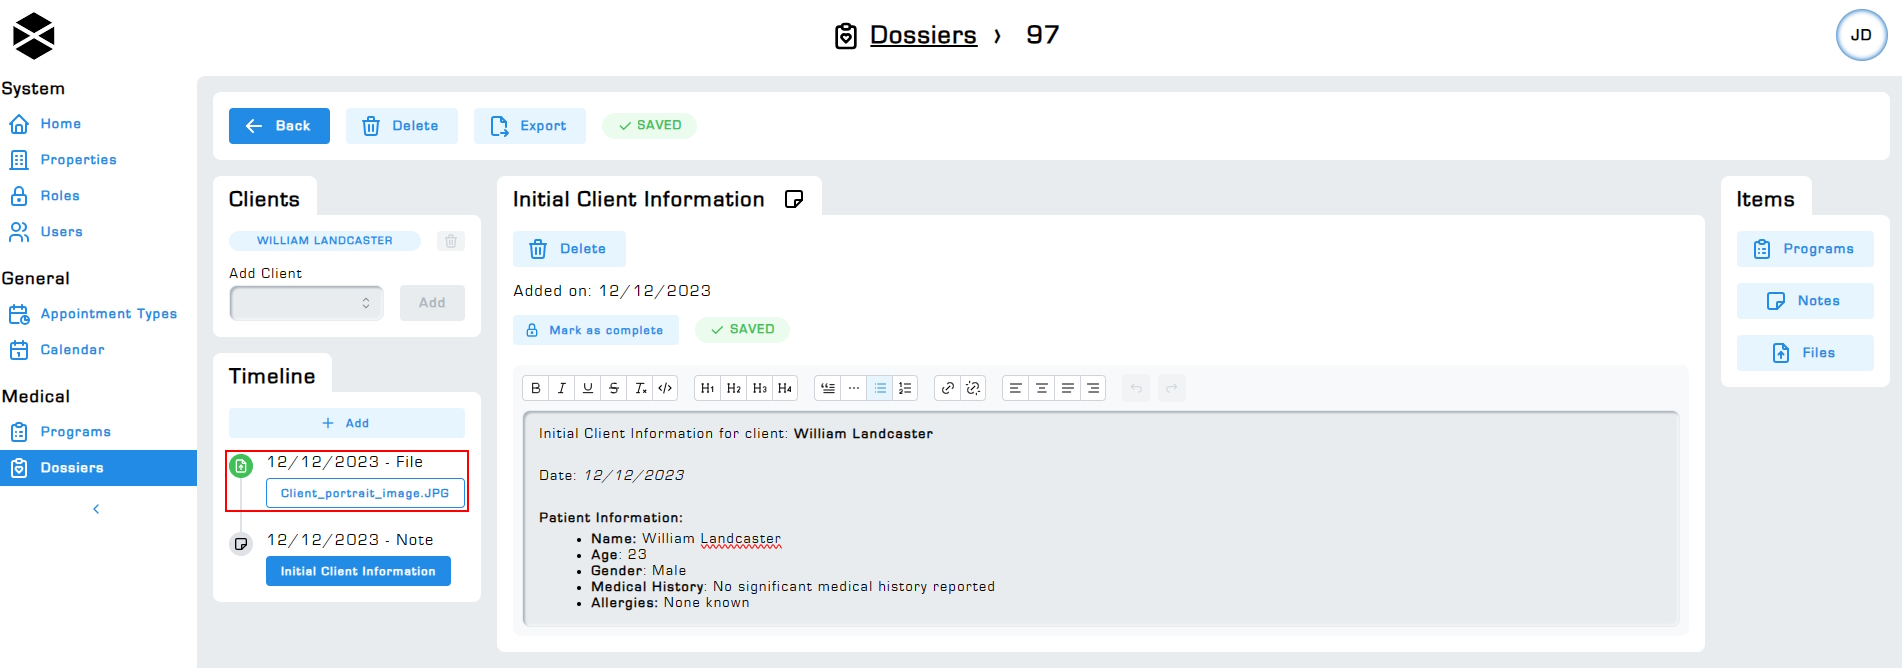 Dossiers › 97
JD
System
Home
Properties
Roles
Users
General
Appointment Types
Calendar
1
Medical
Programs
Dossiers
Back
Delete
Export
SAVED
Clients
WILLIAM LANDCASTER
Add Client
Add
Timeline
+ Add
12/12/2023 - File
Client_portrait_image.JPG
12/12/2023 - Note
Initial Client Information
Initial Client Information
Delete
Added on: 12/12/2023
Mark as complete
SAVED
B I U S Tx </> H1 H2 H3 H4
Initial Client Information for client: William Landcaster
Date: 12/12/2023
Patient Information:
• Name: William Landcaster
• Age: 23
• Gender: Male
• Medical History: No significant medical history reported
• Allergies: None known
Items
Programs
Notes
Files